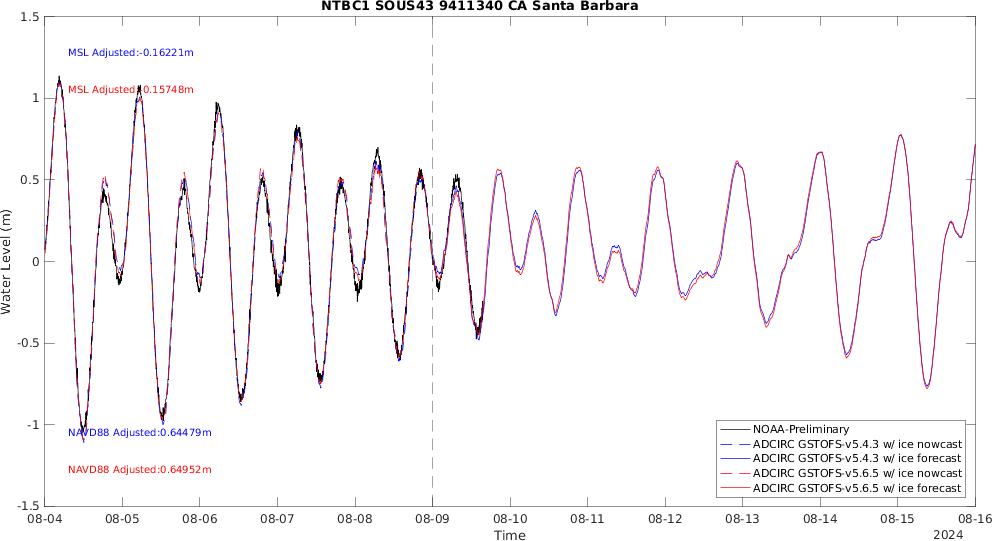 NTBC1 SOUS43 9411340 CA Santa Barbara
1.5
MSL Adjusted:-0.16221m
1
MSL Adjusted:-0.15748m
0.5
Water Level (m)
0
-0.5
-1
NAVD88 Adjusted:0.64479m
NAVD88 Adjusted:0.64952m
-1.5
NOAA-Preliminary
ADCIRC GSTOFS-v5.4.3 w/ ice nowcast
ADCIRC GSTOFS-v5.4.3 w/ ice forecast
ADCIRC GSTOFS-v5.6.5 w/ ice nowcast
ADCIRC GSTOFS-v5.6.5 w/ ice forecast
08-04 08-05 08-06 08-07 08-08 08-09 08-10 08-11 08-12 08-13 08-14 08-15 08-16
Time
2024